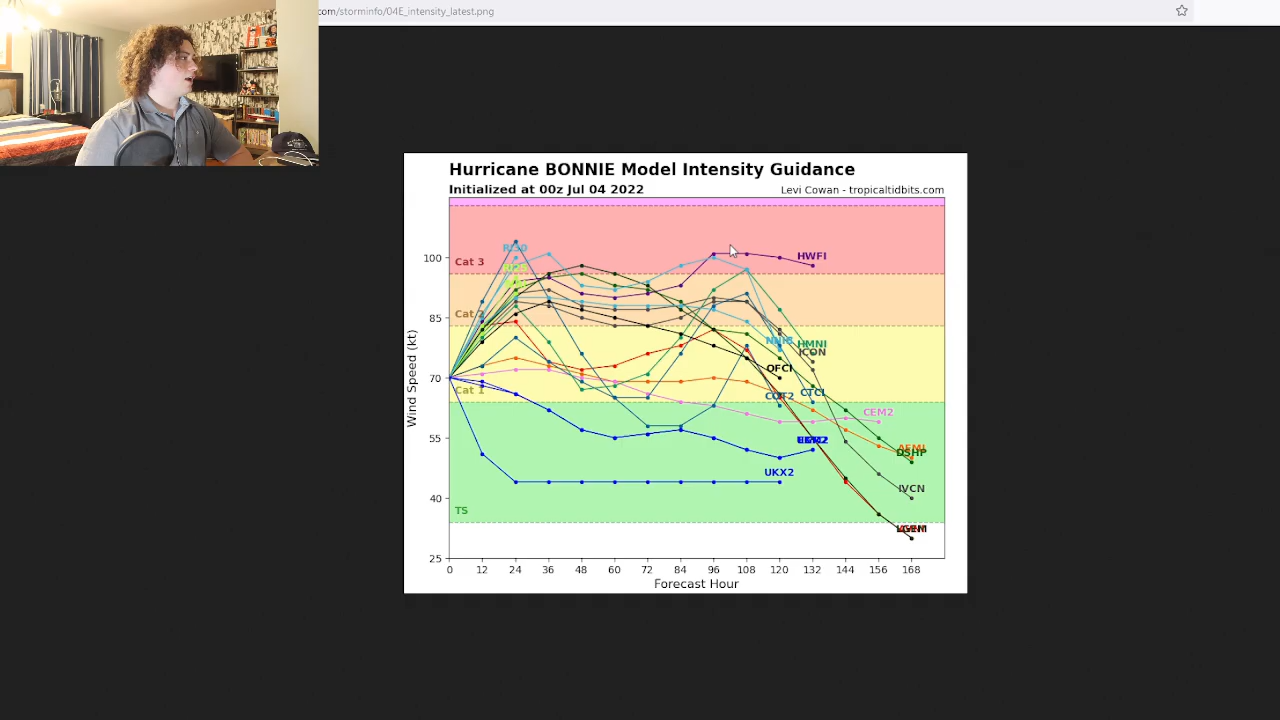 com/storminfo/04E_intensity_latest.png
Hurricane BONNIE Model Intensity Guidance
Initialized at 00z Jul 04 2022
Levi Cowan - tropicaltidbits.com
Wind Speed (kt)
100
85
70
55
40
25
Cat 3
Cat 2
Cat 1
TS
RI30
RI25
HWFI
HMNI
ICON
OFCI
CTCI
CEM2
DSHP
UKX2
IVCN
LGEM
0 12 24 36 48 60 72 84 96 108 120 132 144 156 168
Forecast Hour